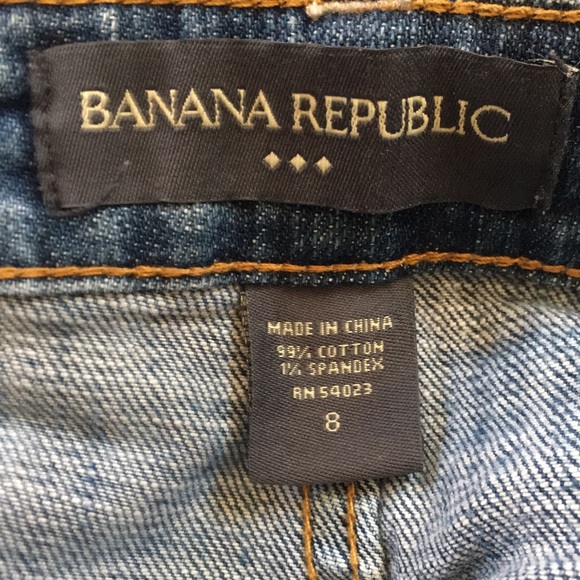 BANANA REPUBLIC
MADE IN CHINA
99% COTTON
1% SPANDEX
RN 54023
8